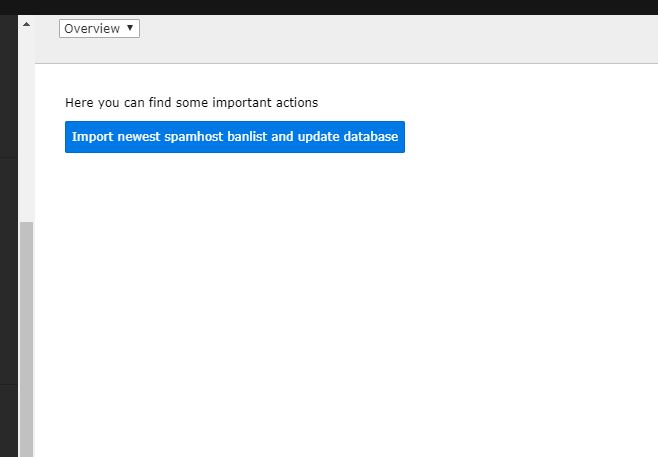 Overview
Here you can find some important actions
Import newest spamhost banlist and update database